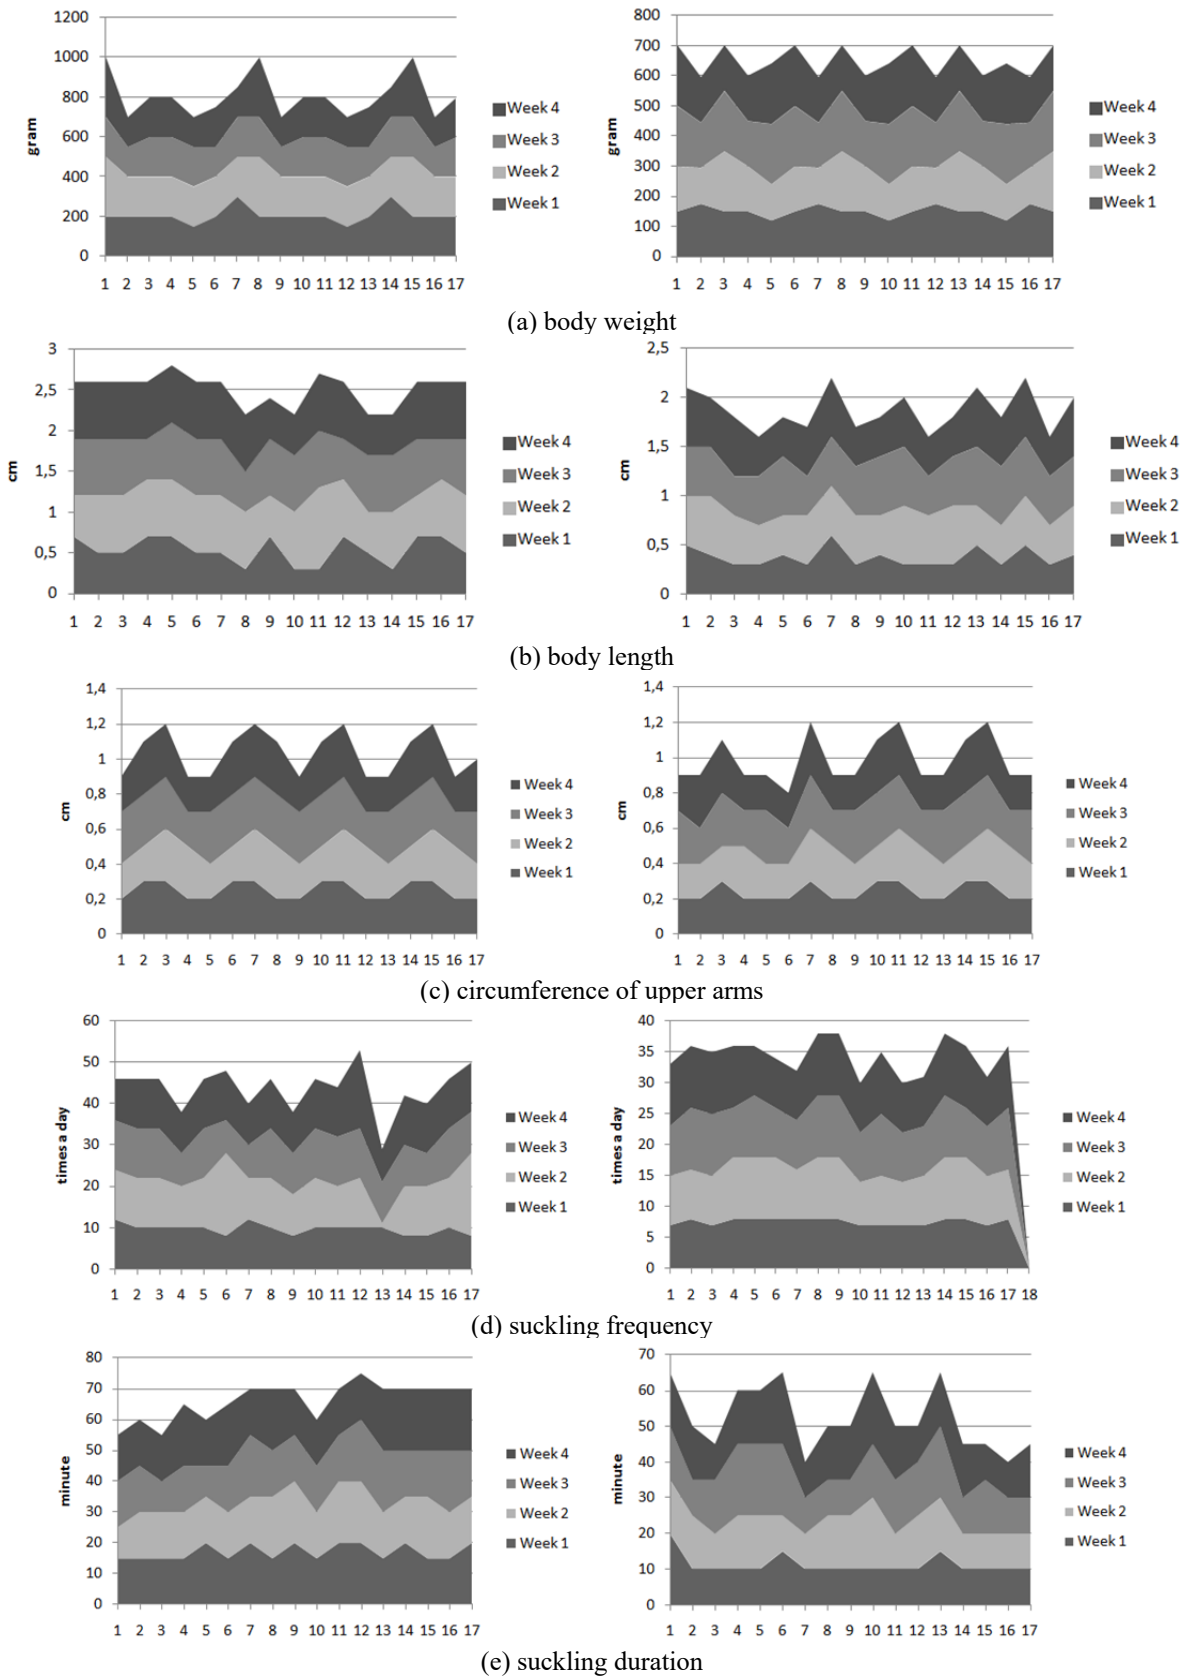 1200
1000
800
600
400
200
0
gram
1 2 3 4 5 6 7 8 9 10 11 12 13 14 15 16 17
Week 4
Week 3
Week 2
Week 1
800
700
600
500
400
300
200
100
0
gram
1 2 3 4 5 6 7 8 9 10 11 12 13 14 15 16 17
Week 4
Week 3
Week 2
Week 1
(a) body weight
3
2,5
2
1,5
1
0,5
0
cm
1 2 3 4 5 6 7 8 9 10 11 12 13 14 15 16 17
Week 4
Week 3
Week 2
Week 1
2,5
2
1,5
1
0,5
0
cm
1 2 3 4 5 6 7 8 9 10 11 12 13 14 15 16 17
Week 4
Week 3
Week 2
Week 1
(b) body length
1,4
1,2
1
0,8
0,6
0,4
0,2
0
cm
1 2 3 4 5 6 7 8 9 10 11 12 13 14 15 16 17
Week 4
Week 3
Week 2
Week 1
1,4
1,2
1
0,8
0,6
0,4
0,2
0
cm
1 2 3 4 5 6 7 8 9 10 11 12 13 14 15 16 17
Week 4
Week 3
Week 2
Week 1
(c) circumference of upper arms
60
50
40
30
20
10
0
times a day
1 2 3 4 5 6 7 8 9 10 11 12 13 14 15 16 17
Week 4
Week 3
Week 2
Week 1
40
35
30
25
20
15
10
5
0
times a day
1 2 3 4 5 6 7 8 9 10 11 12 13 14 15 16 17 18
Week 4
Week 3
Week 2
Week 1
(d) suckling frequency
80
70
60
50
40
30
20
10
0
minute
1 2 3 4 5 6 7 8 9 10 11 12 13 14 15 16 17
Week 4
Week 3
Week 2
Week 1
70
60
50
40
30
20
10
0
minute
1 2 3 4 5 6 7 8 9 10 11 12 13 14 15 16 17
Week 4
Week 3
Week 2
Week 1
(e) suckling duration